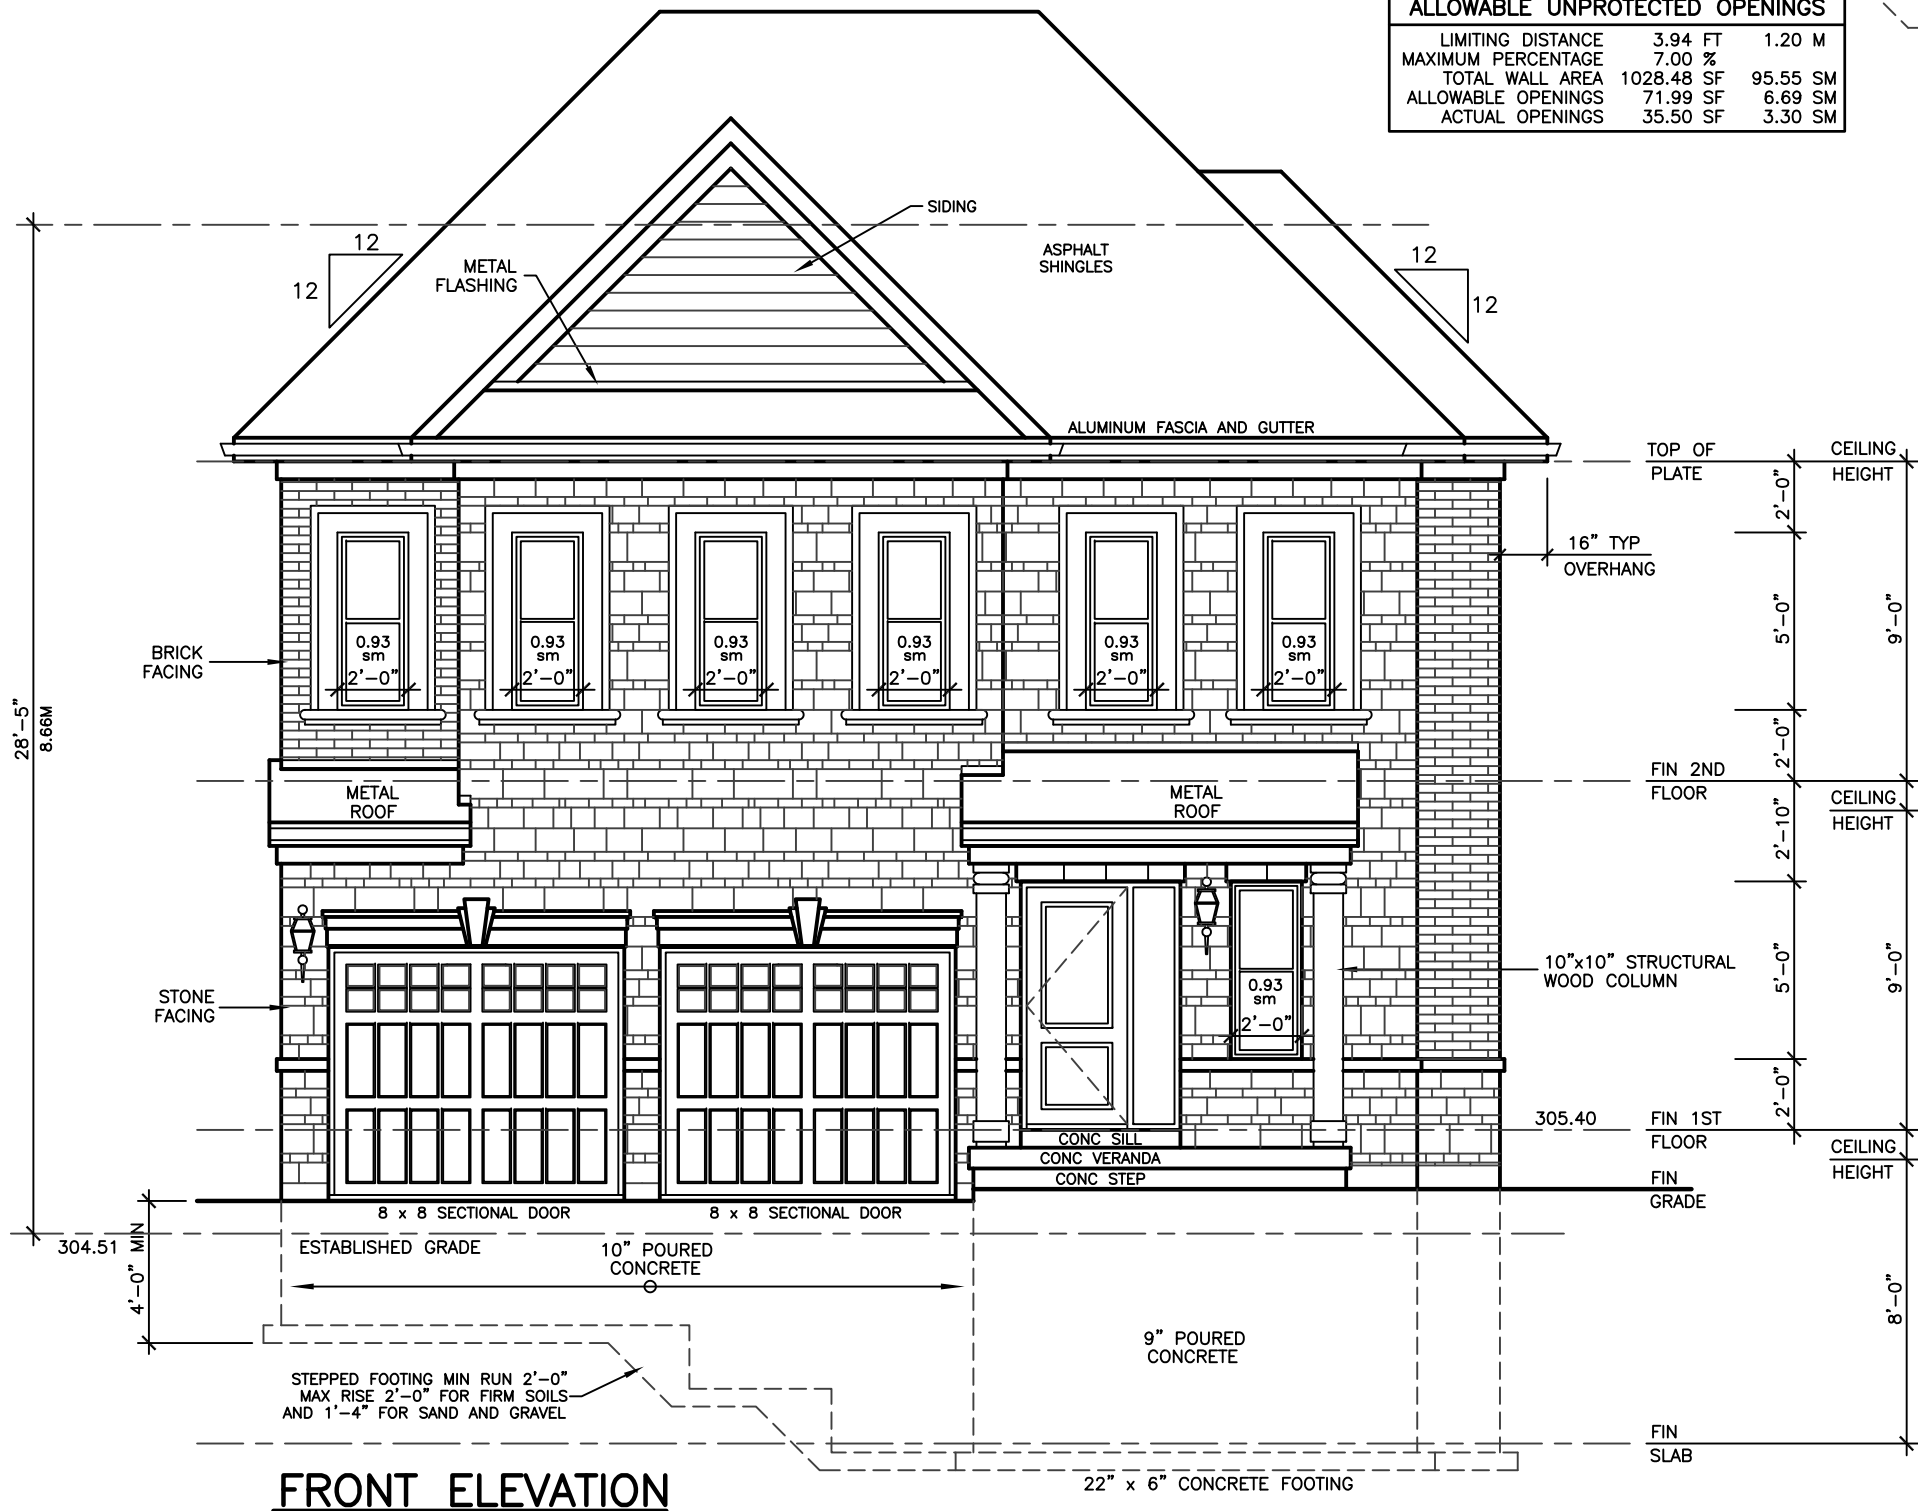 ALLOWABLE UNPROTECTED OPENINGS
LIMITING DISTANCE 3.94 FT 1.20 M
MAXIMUM PERCENTAGE 7.00 %
TOTAL WALL AREA 1028.48 SF 95.55 SM
ALLOWABLE OPENINGS 71.99 SF 6.69 SM
ACTUAL OPENINGS 35.50 SF 3.30 SM
SIDING
12
12
METAL
FLASHING
ASPHALT
SHINGLES
12
12
ALUMINUM FASCIA AND GUTTER
TOP OF
PLATE
CEILING
HEIGHT
2'-0"
16" TYP
OVERHANG
5'-0"
9'-0"
BRICK
FACING
0.93
sm
2'-0"
0.93
sm
2'-0"
0.93
sm
2'-0"
0.93
sm
2'-0"
0.93
sm
2'-0"
0.93
sm
2'-0"
28'-5"
8.66M
2'-0"
METAL
ROOF
METAL
ROOF
FIN 2ND
FLOOR
CEILING
HEIGHT
2'-10"
STONE
FACING
0.93
sm
2'-0"
10"x10" STRUCTURAL
WOOD COLUMN
5'-0"
9'-0"
2'-0"
305.40
FIN 1ST
FLOOR
CONC SILL
CONC VERANDA
CONC STEP
CEILING
HEIGHT
FIN
GRADE
8 x 8 SECTIONAL DOOR
8 x 8 SECTIONAL DOOR
304.51
4'-0" MIN
ESTABLISHED GRADE
10" POURED
CONCRETE
8'-0"
9" POURED
CONCRETE
STEPPED FOOTING MIN RUN 2'-0"
MAX RISE 2'-0" FOR FIRM SOILS
AND 1'-4" FOR SAND AND GRAVEL
FIN
SLAB
22" x 6" CONCRETE FOOTING
FRONT ELEVATION